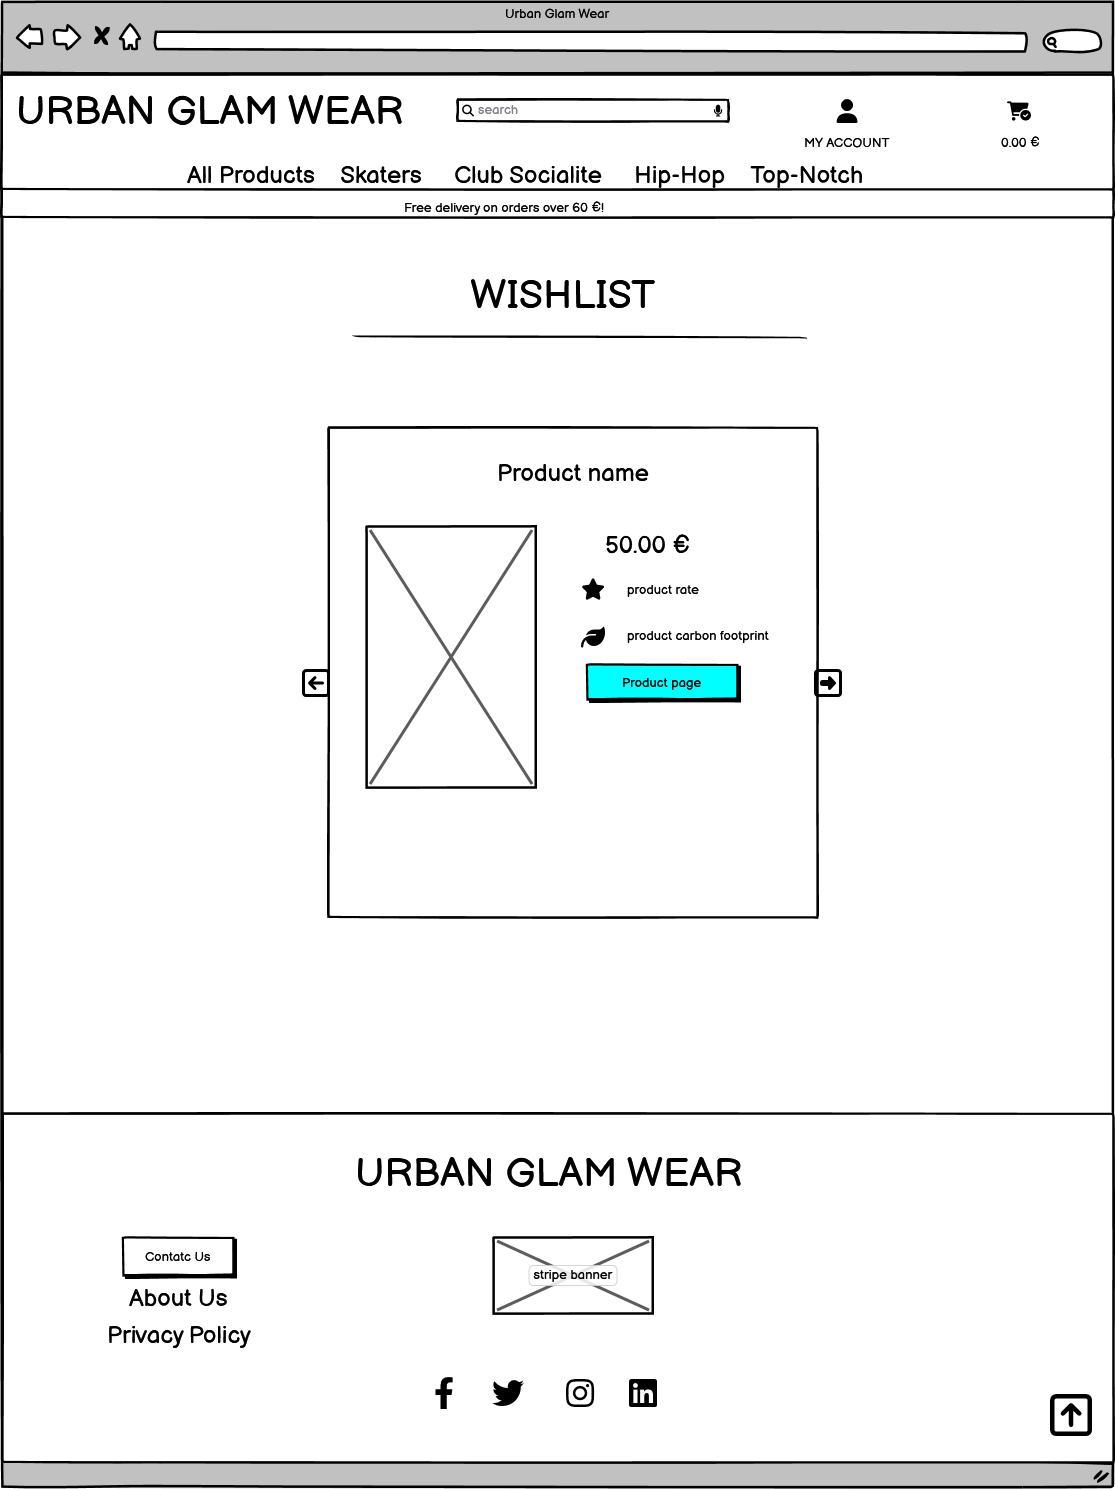 Urban Glam Wear
URBAN GLAM WEAR
search
MY ACCOUNT
0.00 €
All Products Skaters Club Socialite Hip-Hop Top-Notch
Free delivery on orders over 60 €!
WISHLIST
Product name
50.00 €
product rate
product carbon footprint
Product page
URBAN GLAM WEAR
Contatc Us
stripe banner
About Us
Privacy Policy